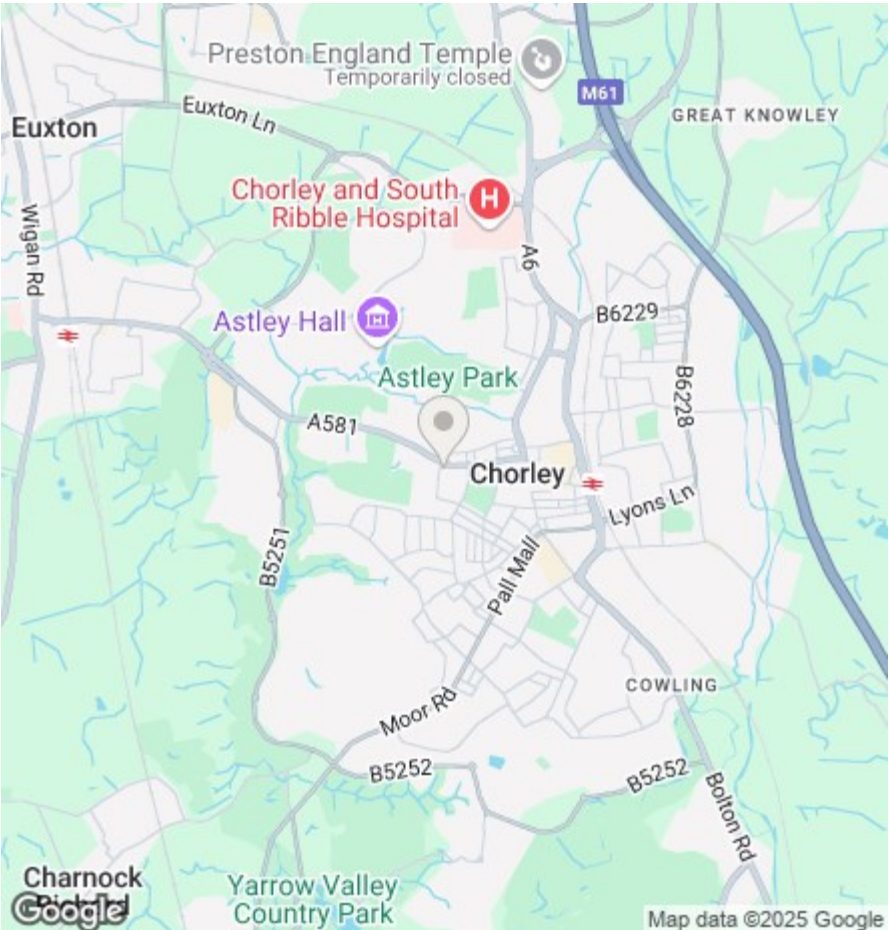 Preston England Temple
Temporarily closed
M61
GREAT KNOWLEY
Euxton Ln
Euxton
Chorley and South
Ribble Hospital
H
Wigan Rd
A6
Astley Hall
B6229
Astley Park
B6228
A581
Chorley
Lyons Ln
B5251
Pall Mall
COWLING
Moor Rd
B5252
B5252
Bolton Rd
Charnock
Yarrow Valley
Country Park
Google
Map data ©2025 Google